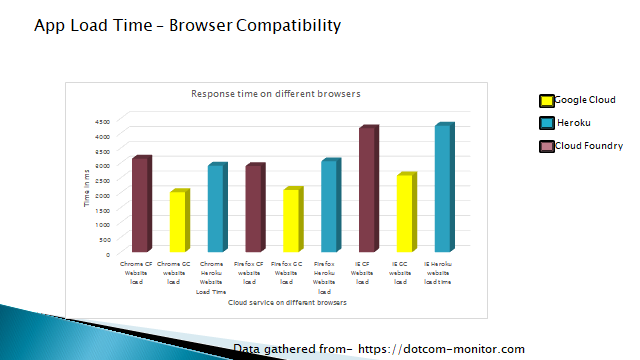 App Load Time – Browser Compatibility
Response time on different browsers
Google Cloud
Heroku
Cloud Foundry
Time in ms
4500
4000
3500
3000
2500
2000
1500
1000
500
0
Chrome CF
Website
load
Chrome GC
website
load
Chrome
Heroku
Website
Load Time
Firefox CF
website
load
Firefox GC
Website
load
Firefox
Heroku
Website
load
IE CF
Website
load
IE GC
website
load
IE Heroku
website
load time
Cloud service on different browsers
Data gathered from- https://dotcom-monitor.com